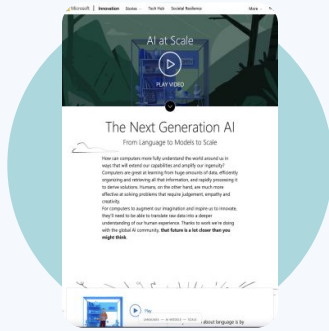 Microsoft | Innovation Stories Tech Hub Societal Resilience More
AI at Scale
PLAY VIDEO
The Next Generation AI
From Language to Models to Scale
How can computers more fully understand the world around us in
ways that will extend our capabilities and amplify our ingenuity?
Computers are great at learning from huge amounts of data, efficiently
organizing and retrieving all that information, and rapidly processing it
to derive solutions. Humans, on the other hand, are much more
effective at solving problems that require judgement, empathy and
creativity.
For computers to augment our imagination and inspire us to innovate,
they'll need to be able to translate raw data into a deeper
understanding of our human experience. Thanks to work we're doing
with the global AI community, that future is a lot closer than you
might think.
Play
LANGUAGE — AI MODELS — SCALE
about language is by